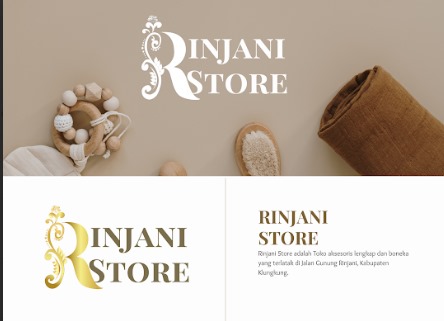 RINJANI
STORE
RINJANI
STORE
RINJANI
STORE
Rinjani Store adalah Toko aksesoris lengkap dan boneka
yang terletak di Jalan Gunung Rinjani, Kabupaten
Klungkung.